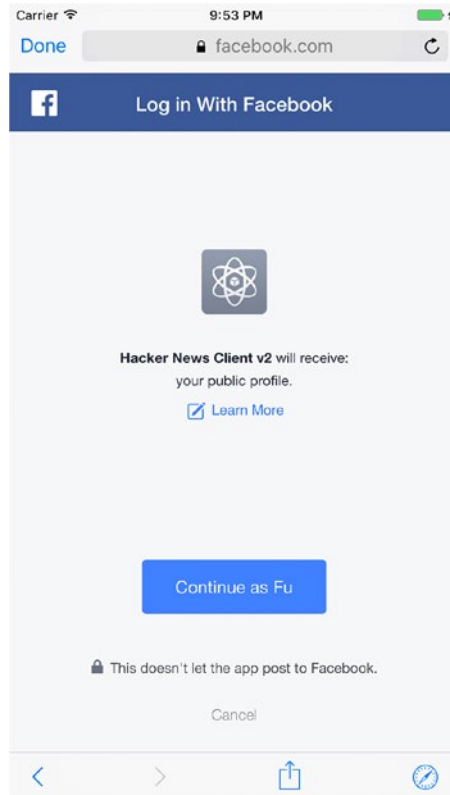 Carrier 9:53 PM
Done facebook.com
f Log in With Facebook
Hacker News Client v2 will receive:
your public profile.
Learn More
Continue as Fu
This doesn't let the app post to Facebook.
Cancel